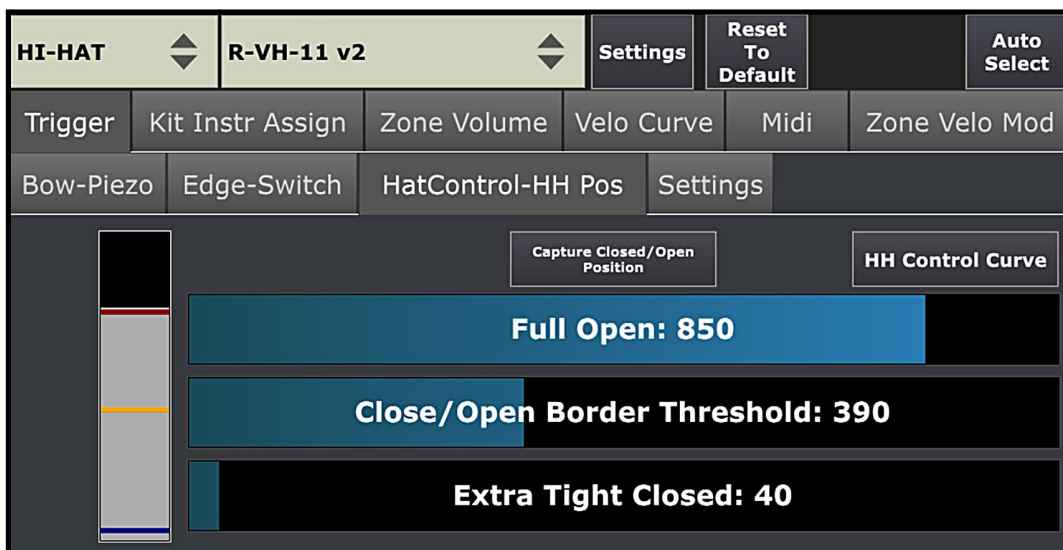 HI-HAT
R-VH-11 v2
Settings
Reset
To
Default
Auto
Select
Trigger
Kit Instr Assign
Zone Volume
Velo Curve
Midi
Zone Velo Mod
Bow-Piezo
Edge-Switch
HatControl-HH Pos
Settings
Capture Closed/Open
Position
HH Control Curve
Full Open: 850
Close/Open Border Threshold: 390
Extra Tight Closed: 40